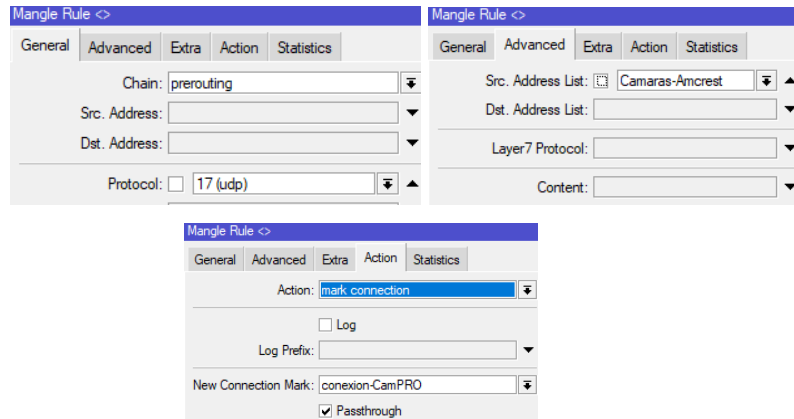 Mangle Rule <>
General Advanced Extra Action Statistics
Chain: prerouting
Src. Address:
Dst. Address:
Protocol: 17 (udp)
Mangle Rule <>
General Advanced Extra Action Statistics
Src. Address List: Camaras-Amcrest
Dst. Address List:
Layer7 Protocol:
Content:
Mangle Rule <>
General Advanced Extra Action Statistics
Action: mark connection
Log
Log Prefix:
New Connection Mark: conexion-CamPRO
Passthrough